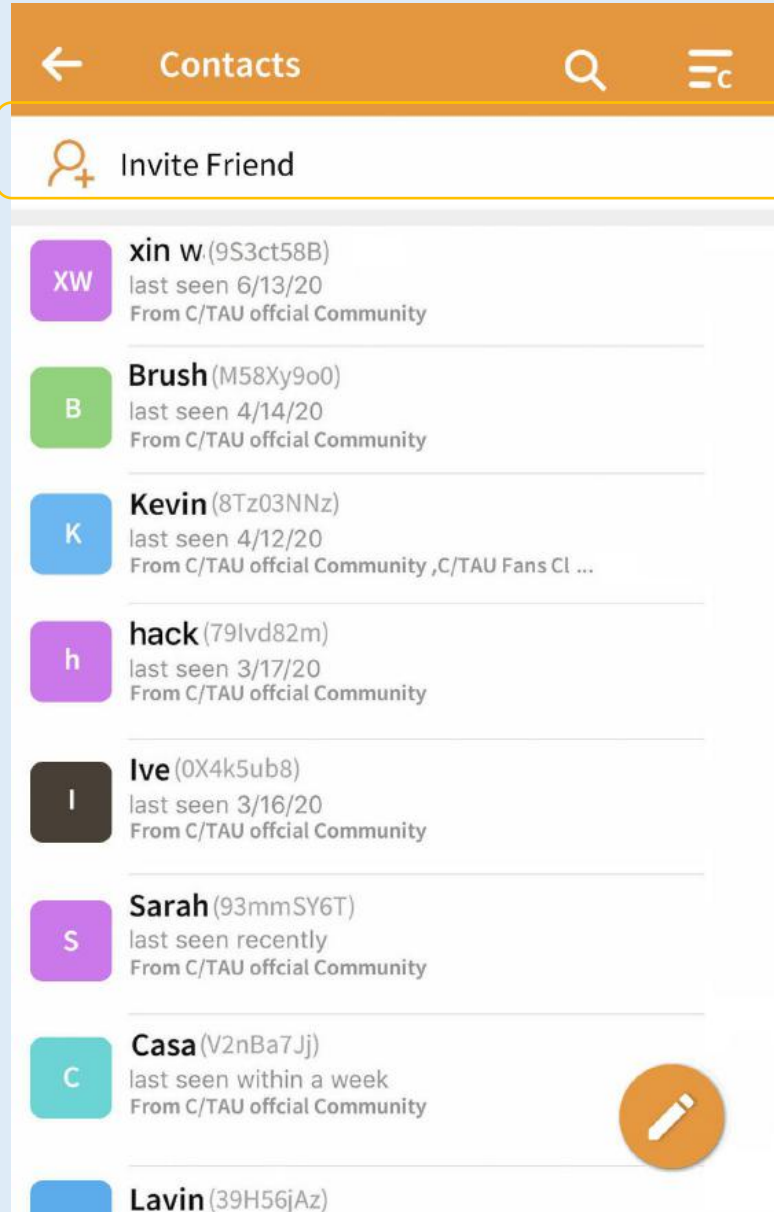 Contacts
C
Invite Friend
XW
xin w (9S3ct58B)
last seen 6/13/20
From C/TAU offcial Community
B
Brush (M58Xy9o0)
last seen 4/14/20
From C/TAU offcial Community
K
Kevin (8Tz03NNz)
last seen 4/12/20
From C/TAU offcial Community ,C/TAU Fans Cl ...
h
hack (79lvd82m)
last seen 3/17/20
From C/TAU offcial Community
I
Ive (0X4k5ub8)
last seen 3/16/20
From C/TAU offcial Community
S
Sarah (93mmSY6T)
last seen recently
From C/TAU offcial Community
C
Casa (V2nBa7Jj)
last seen within a week
From C/TAU offcial Community
Lavin (39H56jAz)